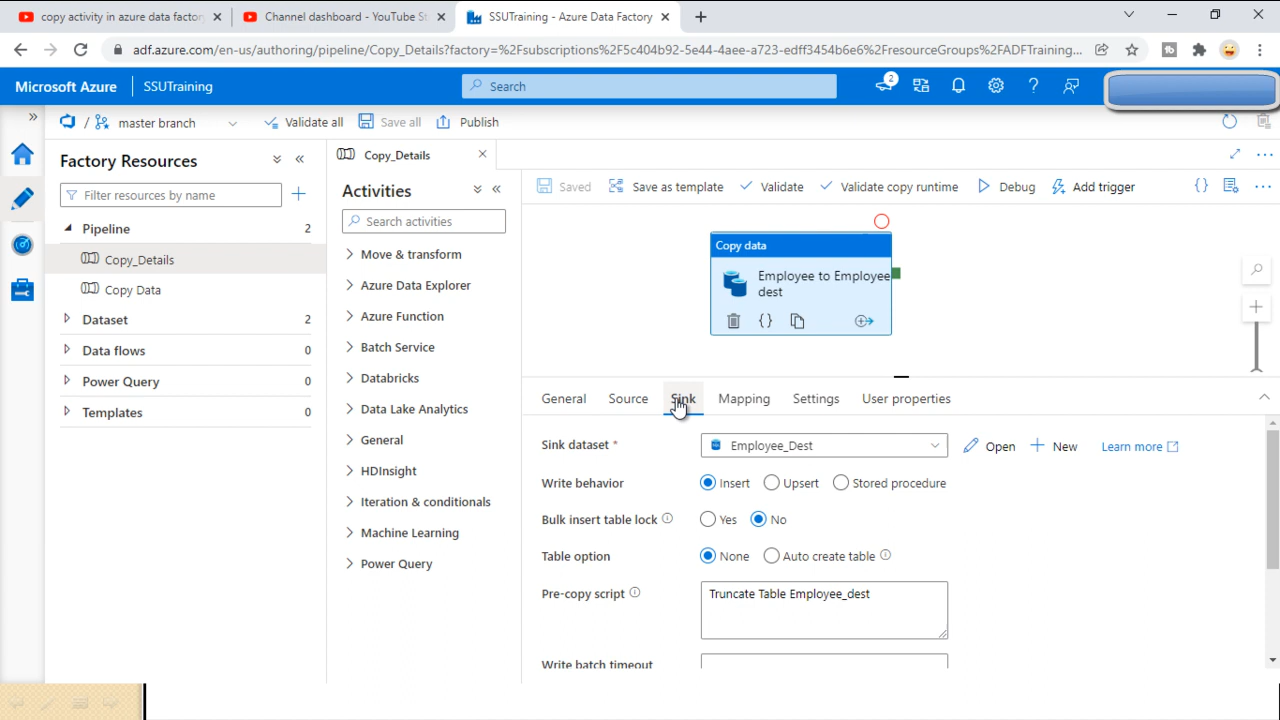 copy activity in azure data factor
Channel dashboard - YouTube St
SSUTraining - Azure Data Factory
adf.azure.com/en-us/authoring/pipeline/Copy_Details?factory=%2Fsubscriptions%2F5c404b92-5e44-4aee-a723-edff3454b6e6%2FresourceGroups%2FADFTraining...
Microsoft Azure
SSUTraining
Search
2
/ master branch
Validate all
Save all
Publish
Factory Resources
Filter resources by name
Pipeline 2
Copy_Details
Copy Data
Dataset 2
Data flows 0
Power Query 0
Templates 0
Copy_Details
Activities
Search activities
Move & transform
Azure Data Explorer
Azure Function
Batch Service
Databricks
Data Lake Analytics
General
HDInsight
Iteration & conditionals
Machine Learning
Power Query
Saved
Save as template
Validate
Validate copy runtime
Debug
Add trigger
Copy data
Employee to Employee
dest
General
Source
Sink
Mapping
Settings
User properties
Sink dataset *
Employee_Dest
Open
New
Learn more
Write behavior
Insert
Upsert
Stored procedure
Bulk insert table lock
Yes
No
Table option
None
Auto create table
Pre-copy script
Truncate Table Employee_dest
Write batch timeout